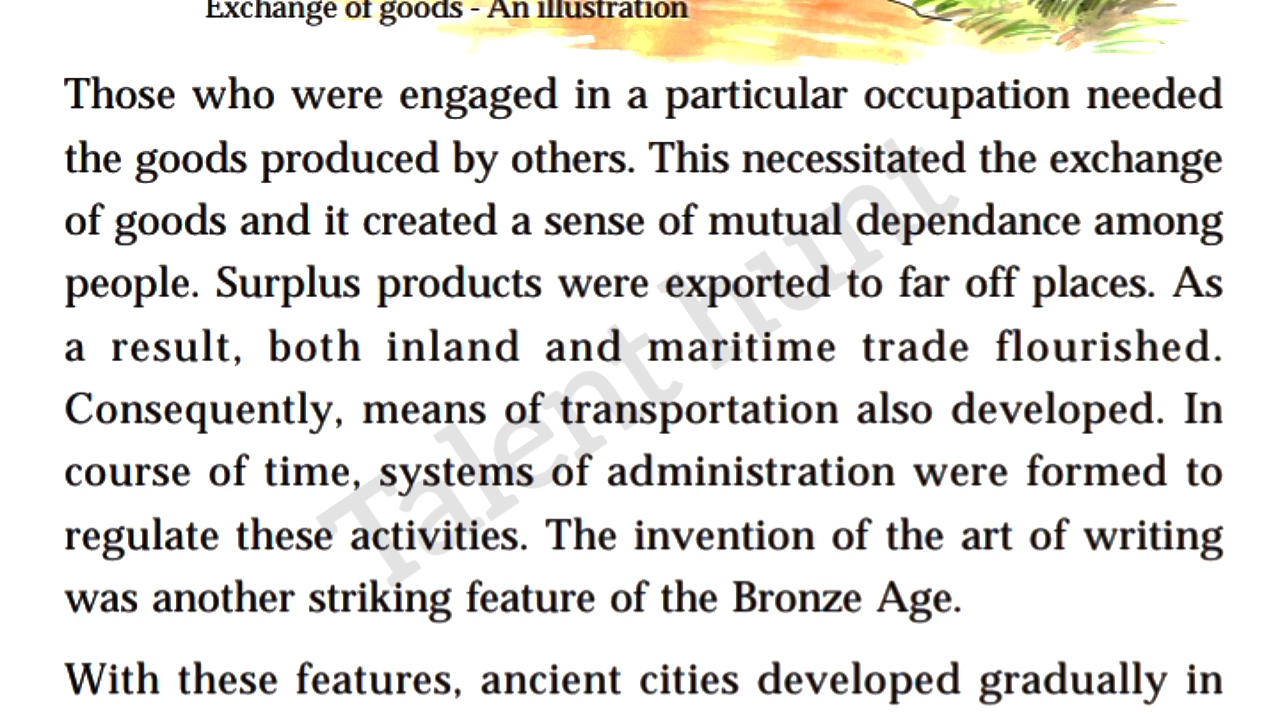 Exchange of goods - An illustration
Those who were engaged in a particular occupation needed
the goods produced by others. This necessitated the exchange
of goods and it created a sense of mutual dependance among
people. Surplus products were exported to far off places. As
a result, both inland and maritime trade flourished.
Consequently, means of transportation also developed. In
course of time, systems of administration were formed to
regulate these activities. The invention of the art of writing
was another striking feature of the Bronze Age.
With these features, ancient cities developed gradually in
Talent hunt